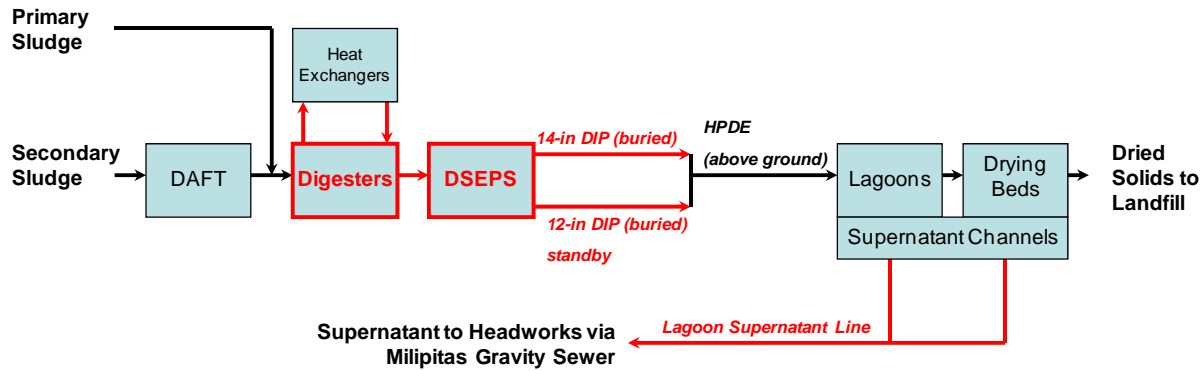 Primary
Sludge
Heat
Exchangers
14-in DIP (buried)
HPDE
(above ground)
Secondary
Sludge
DAFT
Digesters
DSEPS
Lagoons
Drying
Beds
Dried
Solids to
Landfill
12-in DIP (buried)
standby
Supernatant Channels
Supernatant to Headworks via
Milipitas Gravity Sewer
Lagoon Supernatant Line